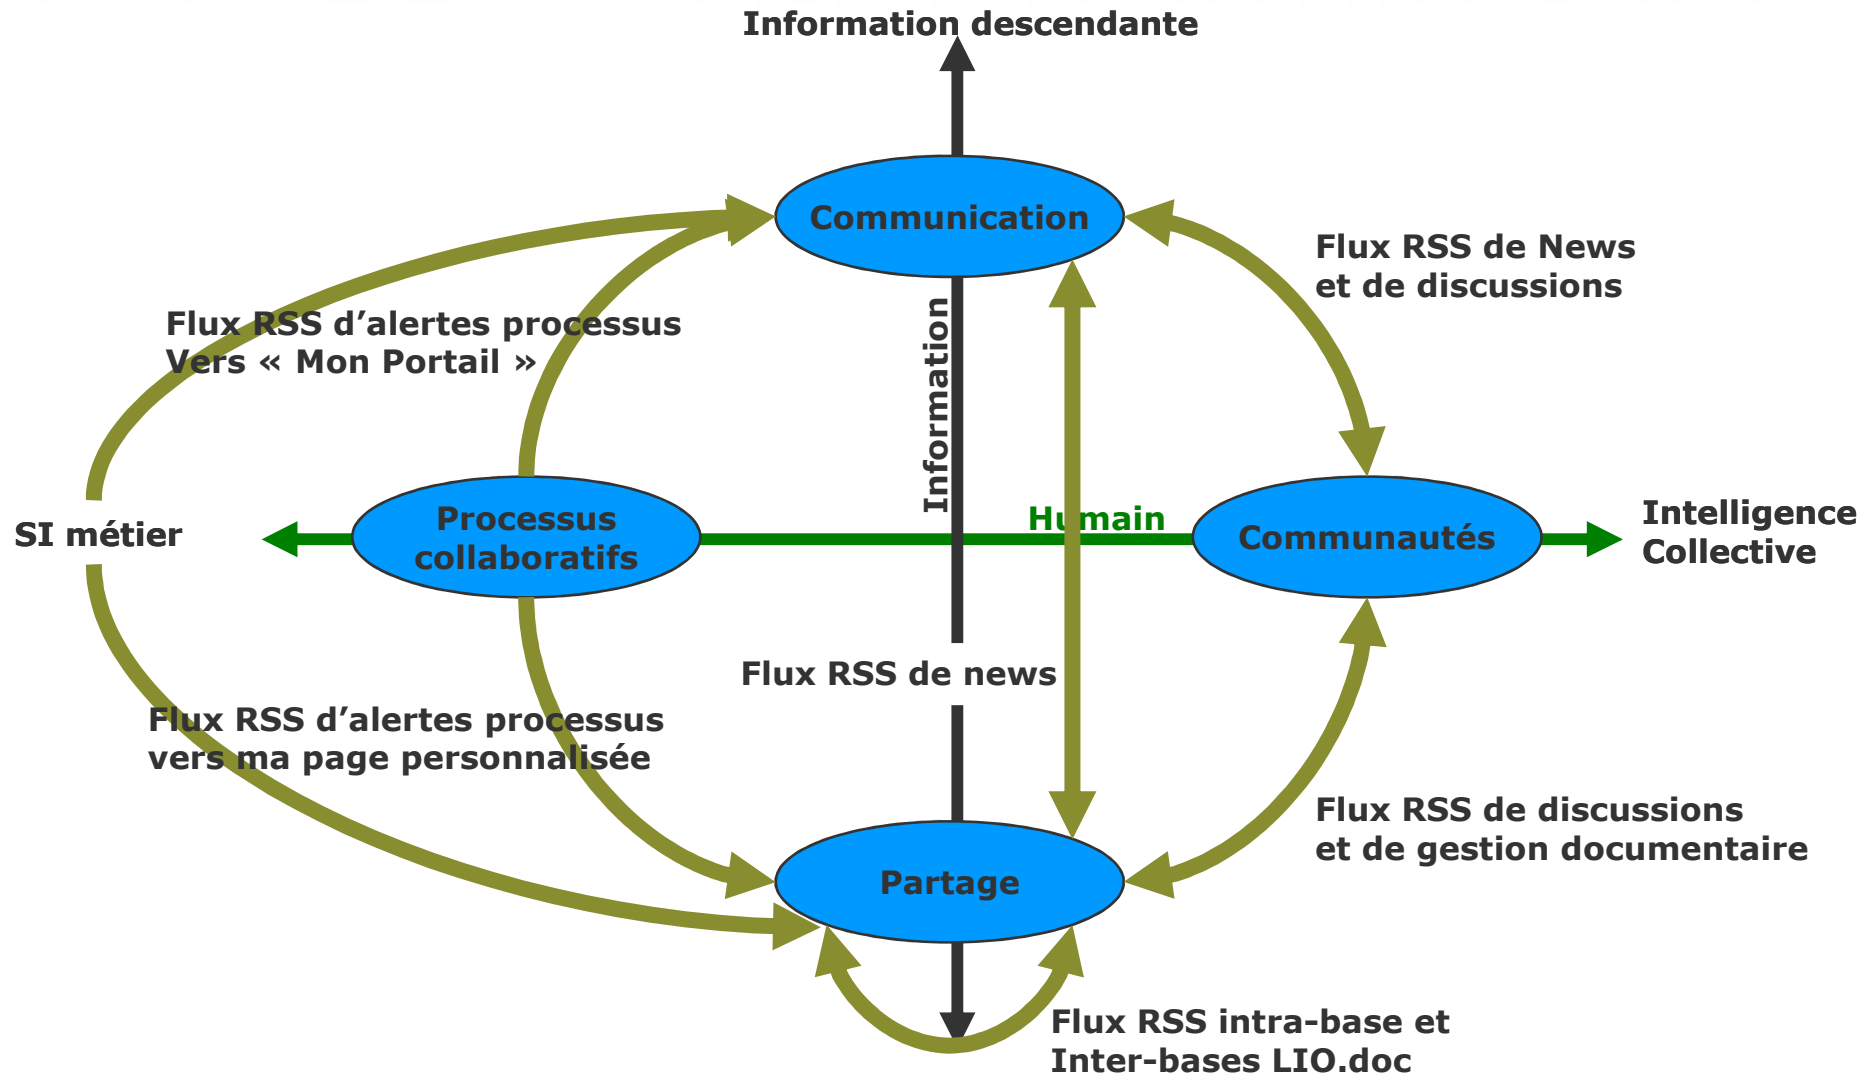 Information descendante
Communication
Flux RSS de News
et de discussions
Flux RSS d’alertes processus
Vers « Mon Portail »
Information
SI métier
Processus
collaboratifs
Humain
Communautés
Intelligence
Collective
Flux RSS de news
Flux RSS d’alertes processus
vers ma page personnalisée
Flux RSS de discussions
et de gestion documentaire
Partage
Flux RSS intra-base et
Inter-bases LIO.doc